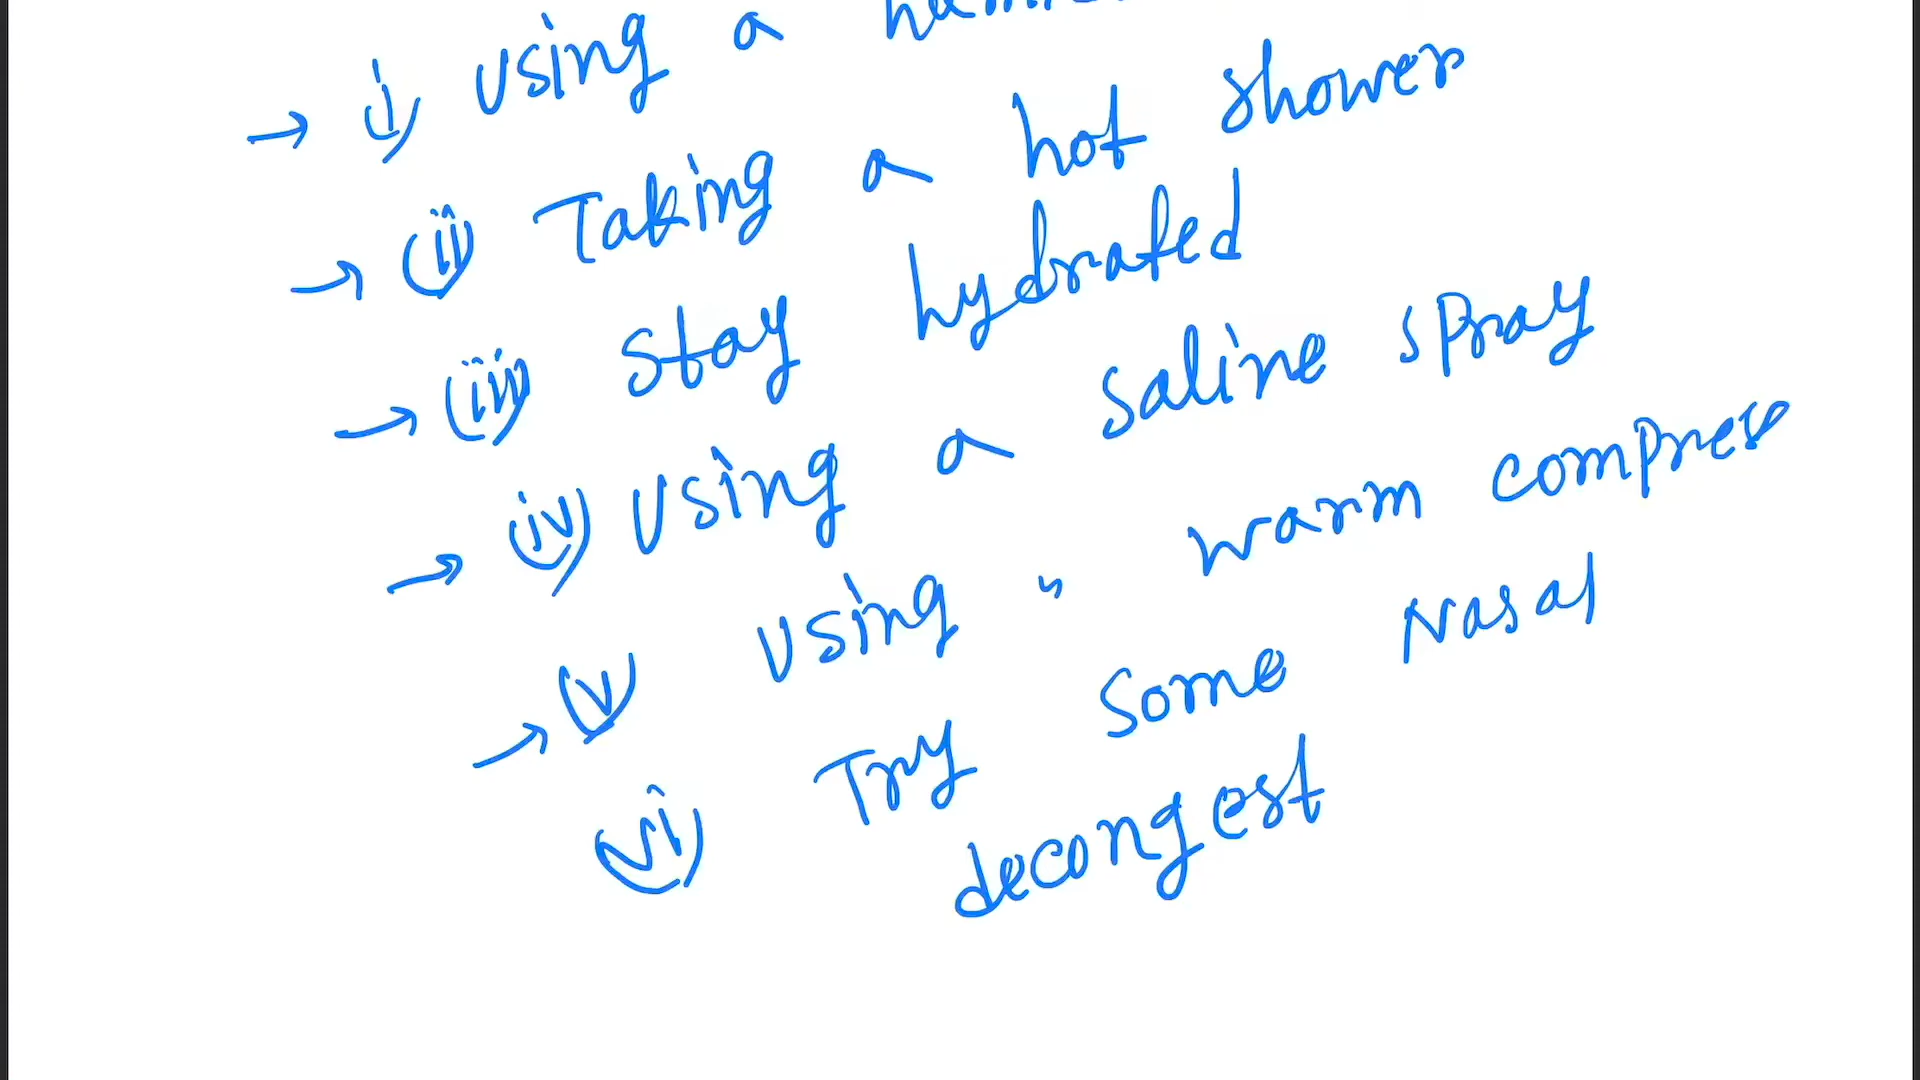 → i) Using a
→ (ii) Taking a hot shower
→ (iii) Stay hydrated
→ (iv) Using a saline spray
→ (v) Using " warm compress
(vi) Try some Nasal
decongest